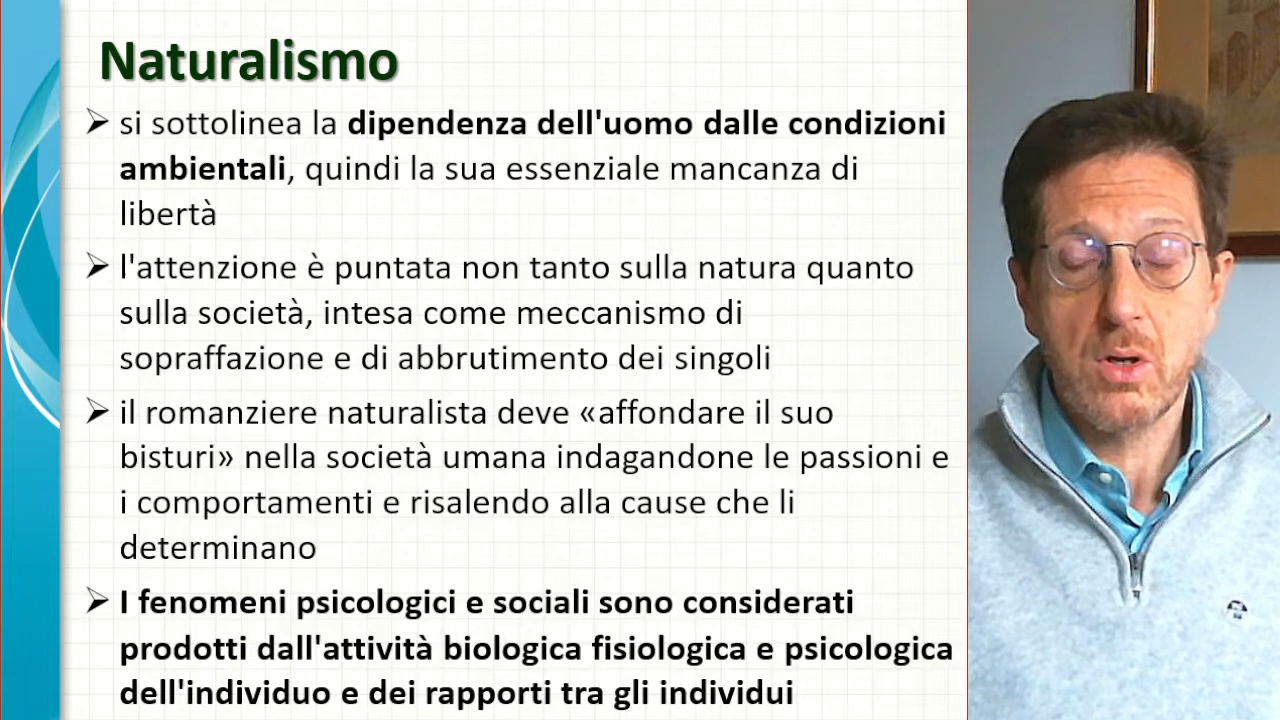 Naturalismo
si sottolinea la dipendenza dell'uomo dalle condizioni
ambientali, quindi la sua essenziale mancanza di
libertà
l'attenzione è puntata non tanto sulla natura quanto
sulla società, intesa come meccanismo di
sopraffazione e di abbrutimento dei singoli
il romanziere naturalista deve «affondare il suo
bisturi» nella società umana indagandone le passioni e
i comportamenti e risalendo alla cause che li
determinano
I fenomeni psicologici e sociali sono considerati
prodotti dall'attività biologica fisiologica e psicologica
dell'individuo e dei rapporti tra gli individui